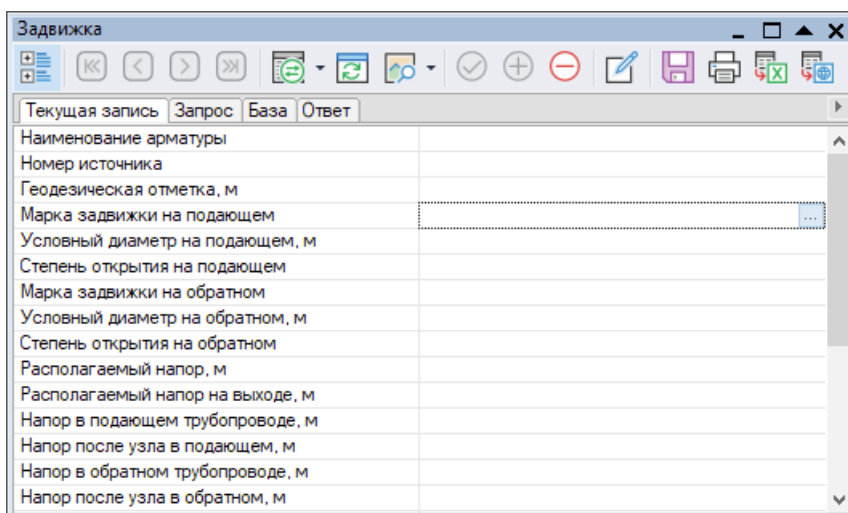 Задвижка
Текущая запись Запрос База Ответ
Наименование арматуры
Номер источника
Геодезическая отметка, м
Марка задвижки на подающем
Условный диаметр на подающем, м
Степень открытия на подающем
Марка задвижки на обратном
Условный диаметр на обратном, м
Степень открытия на обратном
Располагаемый напор, м
Располагаемый напор на выходе, м
Напор в подающем трубопроводе, м
Напор после узла в подающем, м
Напор в обратном трубопроводе, м
Напор после узла в обратном, м